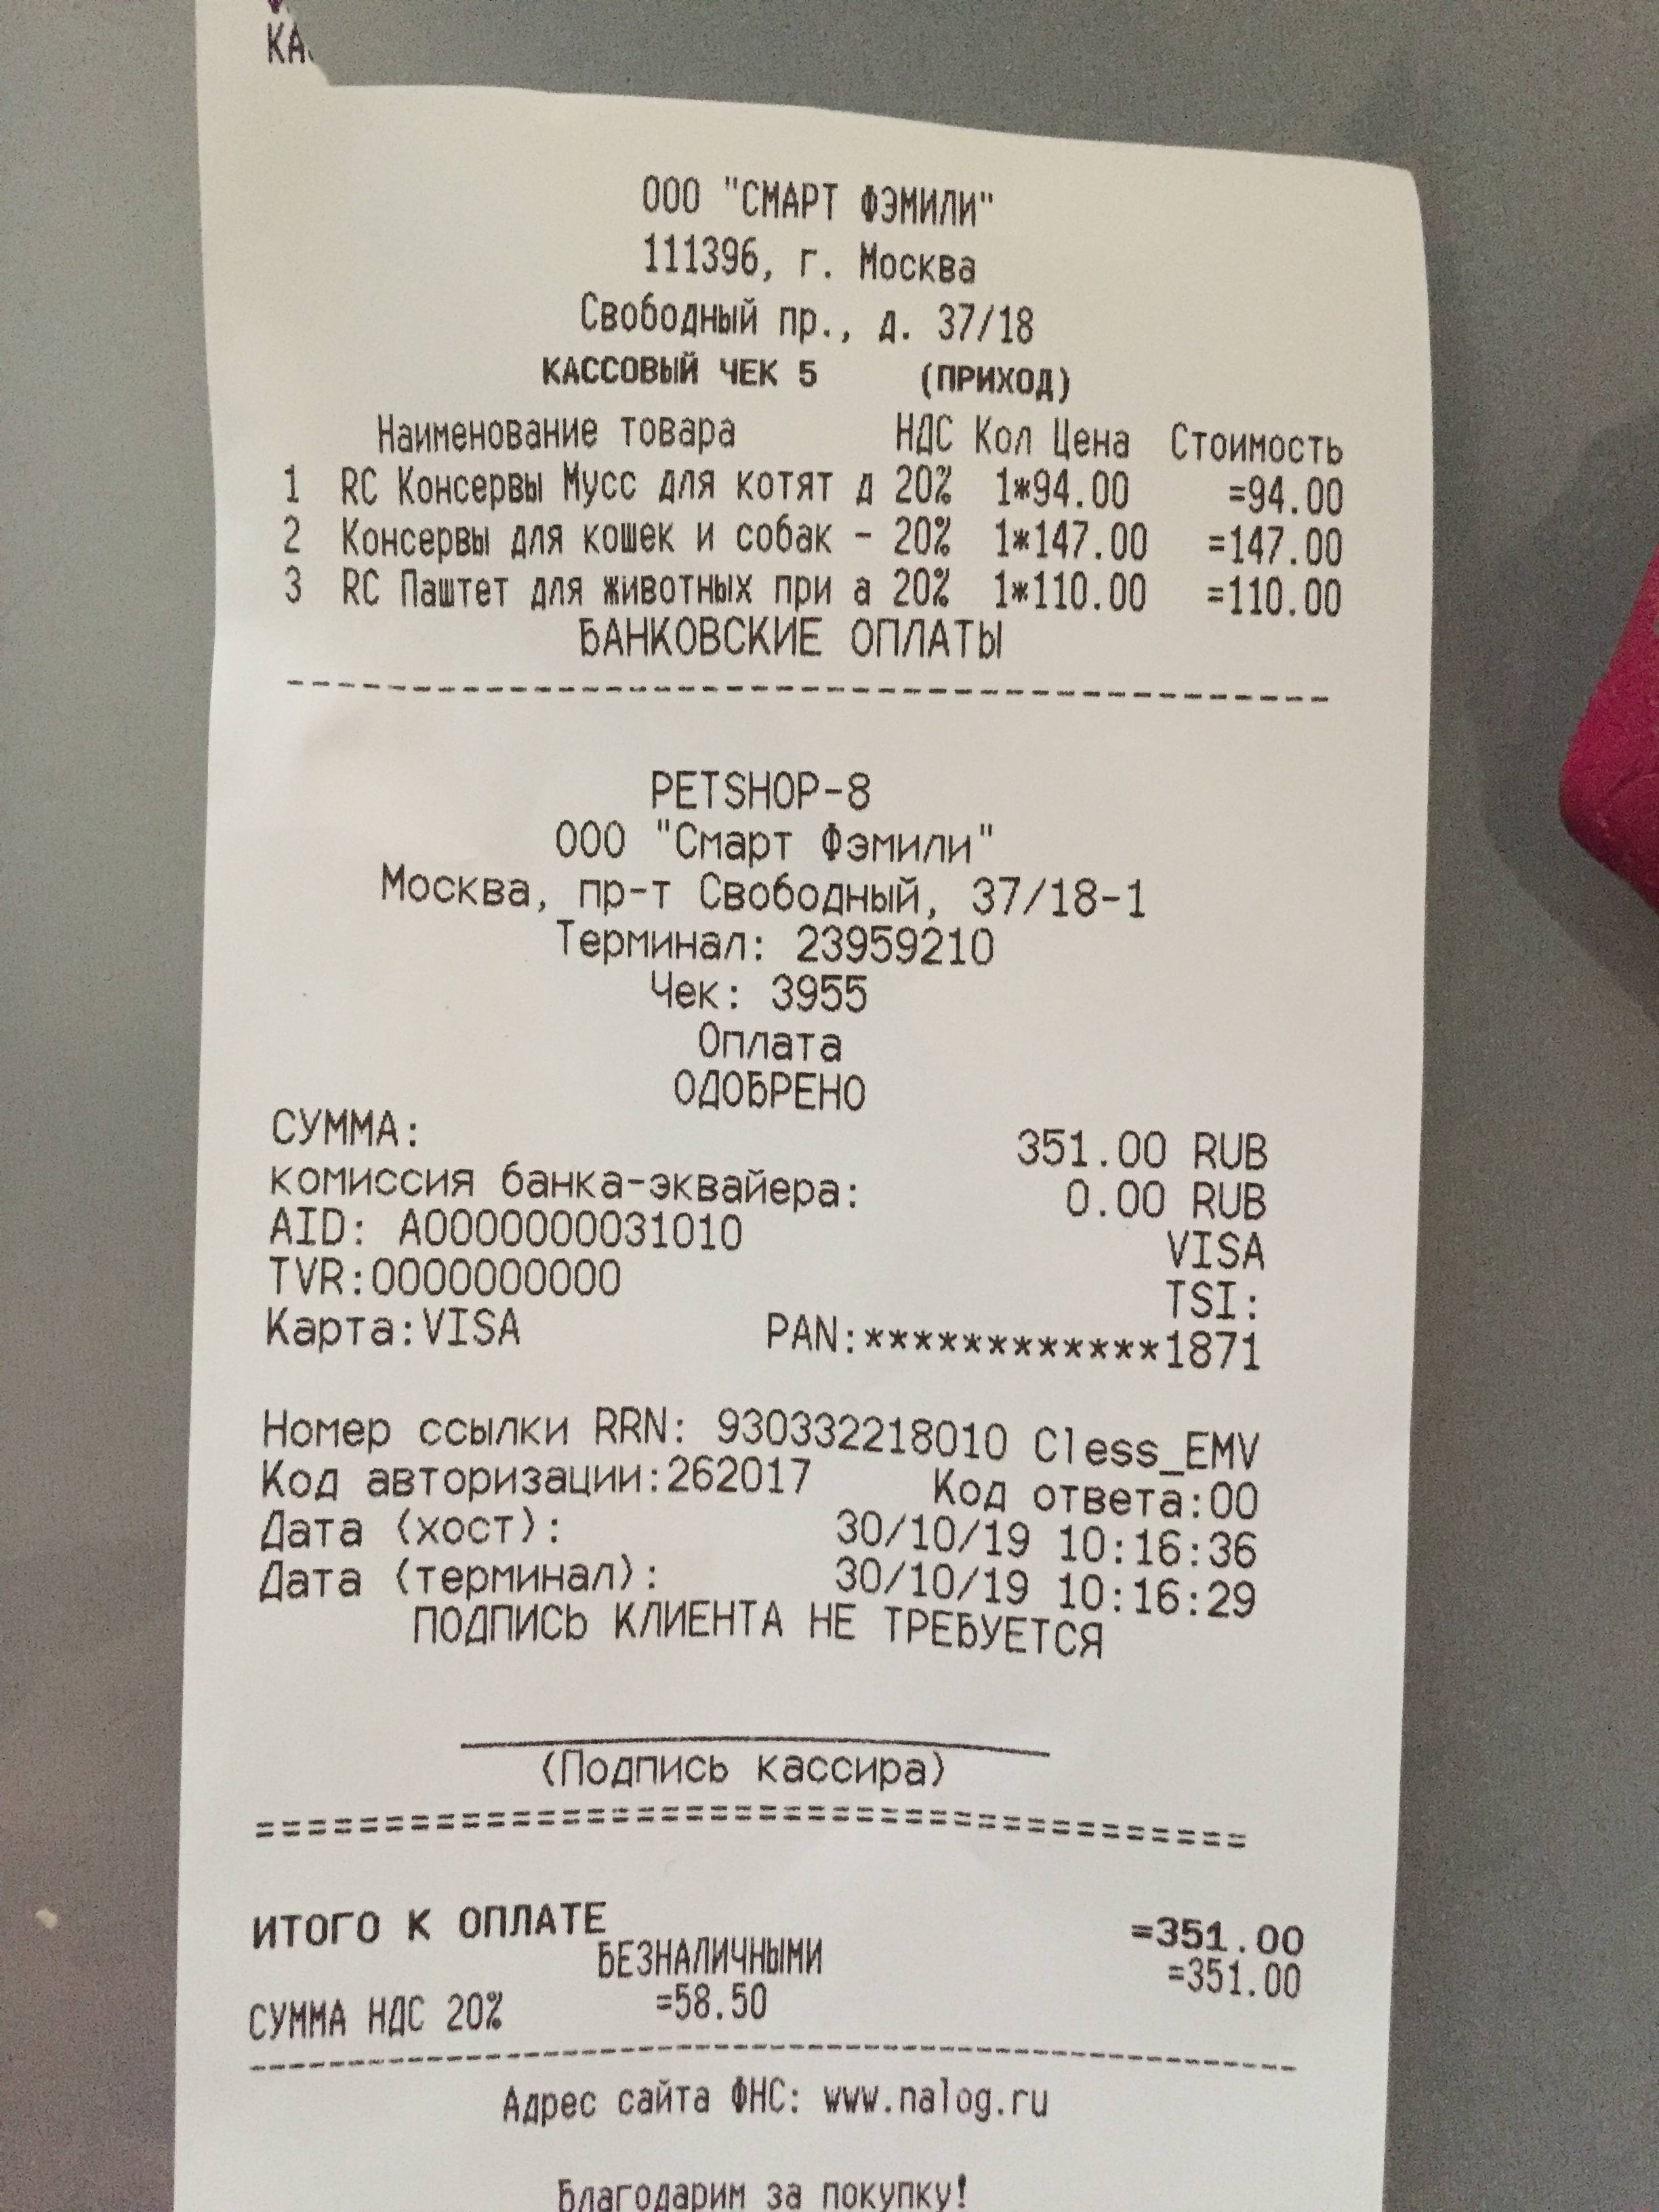 ООО "СМАРТ ФЭМИЛИ"
111396, г. Москва
Свободный пр., д. 37/18
КАССОВЫЙ ЧЕК 5 (ПРИХОД)
Наименование товара НДС Кол Цена Стоимость
1 RC Консервы Мусс для котят д 20% 1*94.00 =94.00
2 Консервы для кошек и собак - 20% 1*147.00 =147.00
3 RC Паштет для животных при а 20% 1*110.00 =110.00
БАНКОВСКИЕ ОПЛАТЫ
PETSHOP-8
ООО "Смарт Фэмили"
Москва, пр-т Свободный, 37/18-1
Терминал: 23959210
Чек: 3955
Оплата
ОДОБРЕНО
СУММА: 351.00 RUB
комиссия банка-эквайера: 0.00 RUB
AID: A0000000031010 VISA
TVR:0000000000 TSI:
Карта:VISA PAN:************1871
Номер ссылки RRN: 930332218010 Cless_EMV
Код авторизации:262017 Код ответа:00
Дата (хост): 30/10/19 10:16:36
Дата (терминал): 30/10/19 10:16:29
ПОДПИСЬ КЛИЕНТА НЕ ТРЕБУЕТСЯ
(Подпись кассира)
ИТОГО К ОПЛАТЕ =351.00
БЕЗНАЛИЧНЫМИ =351.00
СУММА НДС 20% =58.50
Адрес сайта ФНС: www.nalog.ru
Благодарим за покупку!